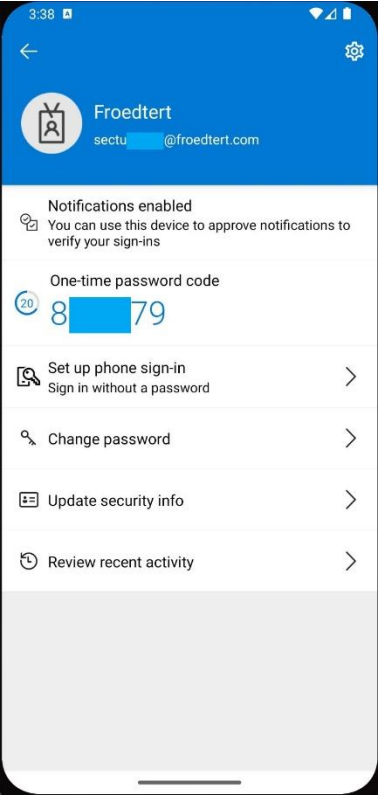 3:38 A
Froedtert
sectu @froedtert.com
Notifications enabled
You can use this device to approve notifications to
verify your sign-ins
One-time password code
20
8 79
Set up phone sign-in
Sign in without a password
Change password
Update security info
Review recent activity